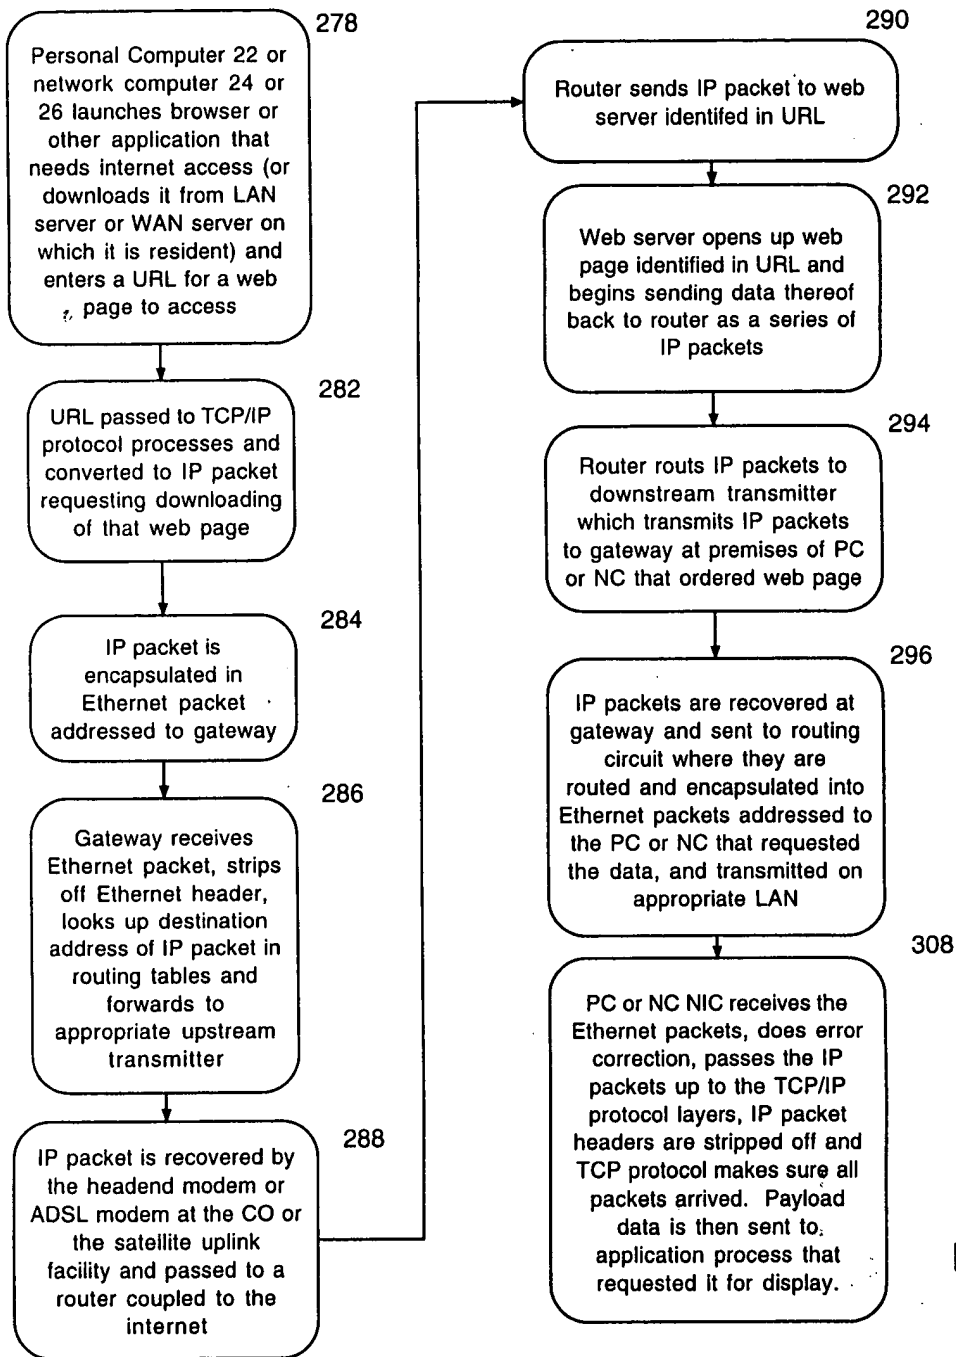 278
Personal Computer 22 or
network computer 24 or
26 launches browser or
other application that
needs internet access (or
downloads it from LAN
server or WAN server on
which it is resident) and
enters a URL for a web
page to access
282
URL passed to TCP/IP
protocol processes and
converted to IP packet
requesting downloading
of that web page
284
IP packet is
encapsulated in
Ethernet packet
addressed to gateway
286
Gateway receives
Ethernet packet, strips
off Ethernet header,
looks up destination
address of IP packet in
routing tables and
forwards to
appropriate upstream
transmitter
288
IP packet is recovered by
the headend modem or
ADSL modem at the CO or
the satellite uplink
facility and passed to a
router coupled to the
internet
290
Router sends IP packet to web
server identifed in URL
292
Web server opens up web
page identified in URL and
begins sending data thereof
back to router as a series of
IP packets
294
Router routs IP packets to
downstream transmitter
which transmits IP packets
to gateway at premises of PC
or NC that ordered web page
296
IP packets are recovered at
gateway and sent to routing
circuit where they are
routed and encapsulated into
Ethernet packets addressed to
the PC or NC that requested
the data, and transmitted on
appropriate LAN
308
PC or NC NIC receives the
Ethernet packets, does error
correction, passes the IP
packets up to the TCP/IP
protocol layers, IP packet
headers are stripped off and
TCP protocol makes sure all
packets arrived. Payload
data is then sent to
application process that
requested it for display.